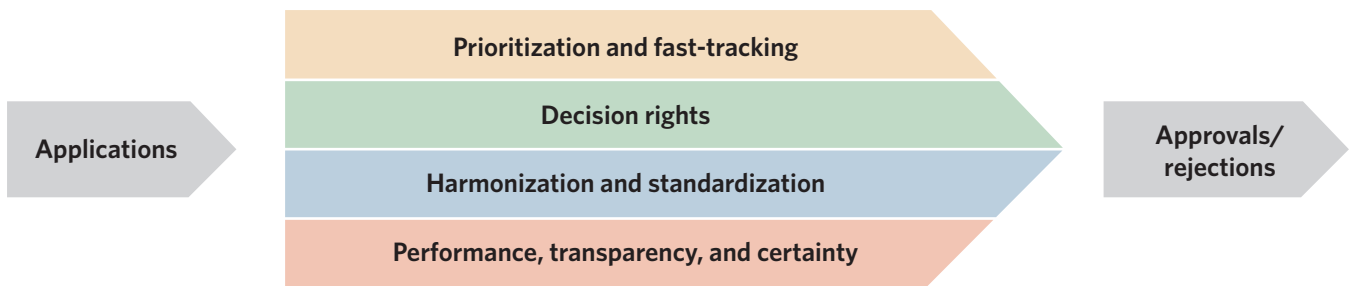 Applications
Prioritization and fast-tracking
Decision rights
Harmonization and standardization
Performance, transparency, and certainty
Approvals/
rejections